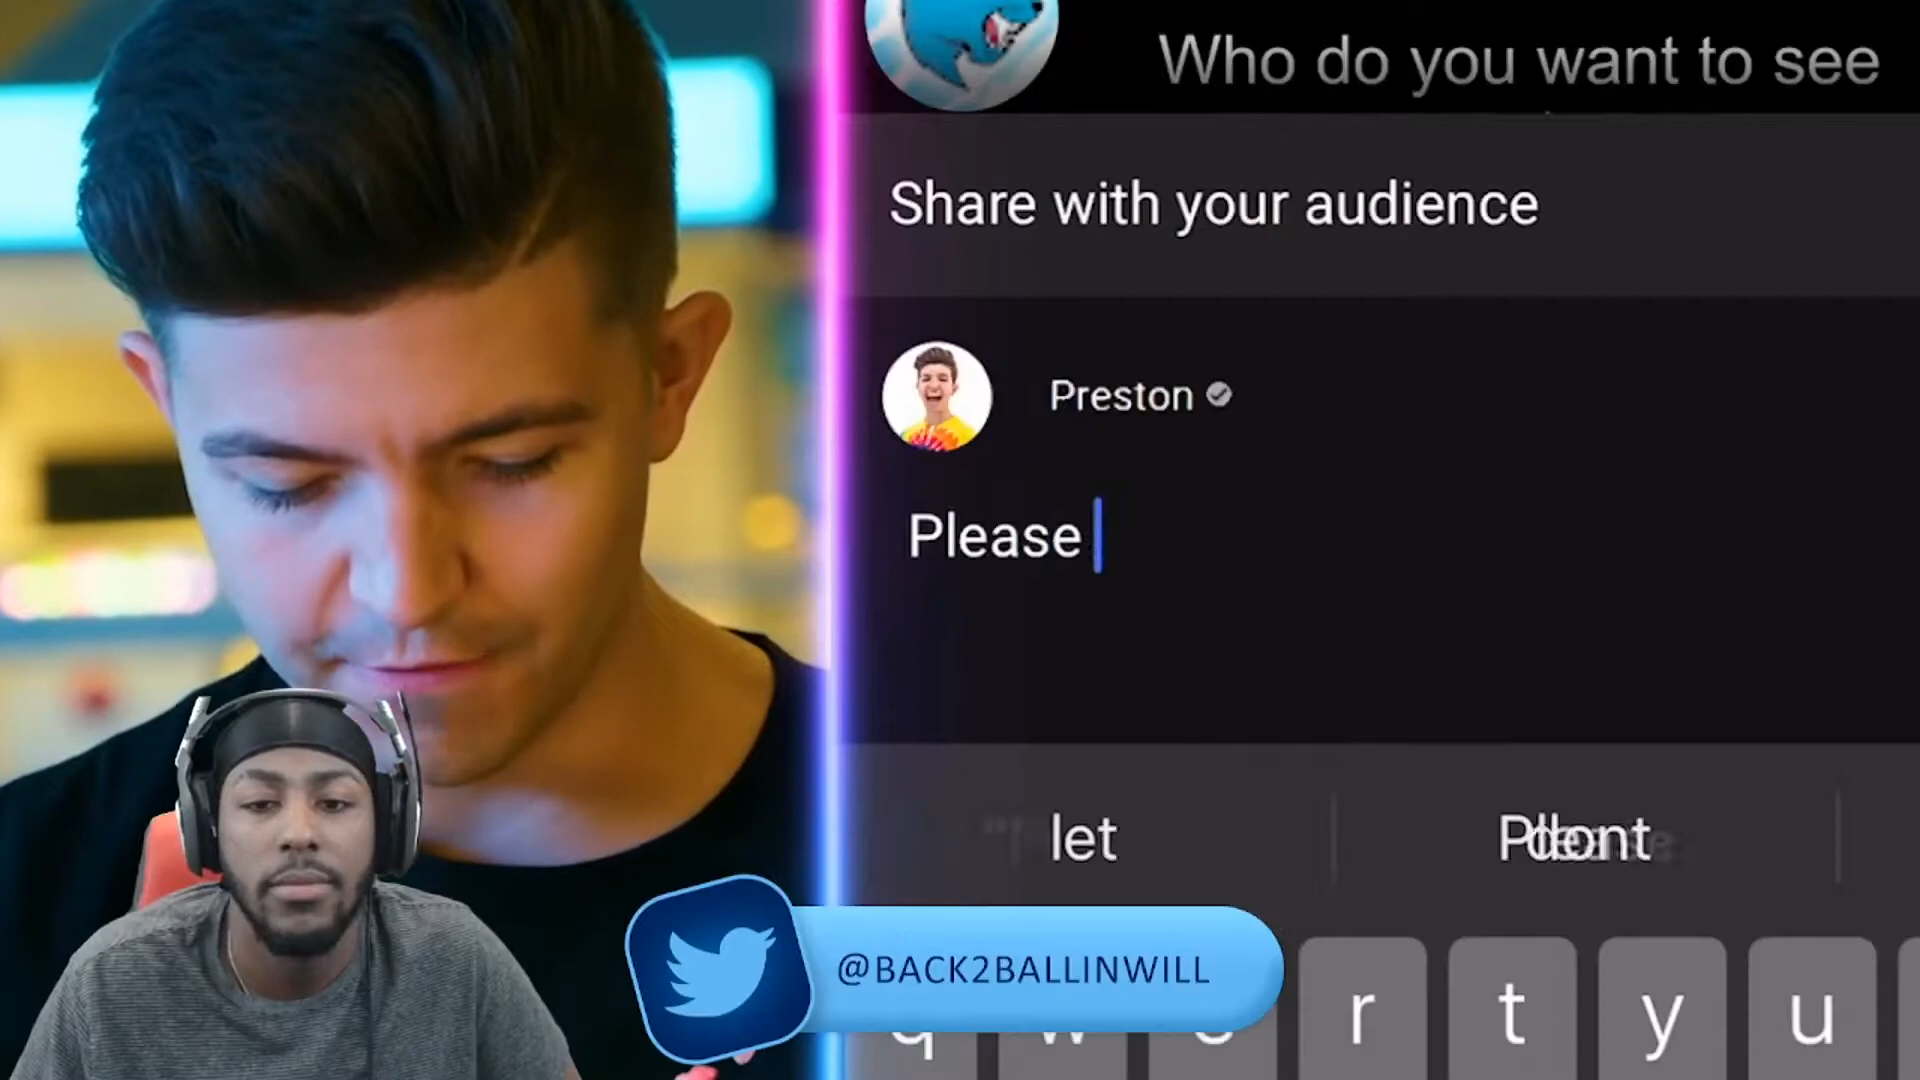 Who do you want to see
Share with your audience
Preston
Please
let
@BACK2BALLINWILL
r t y u